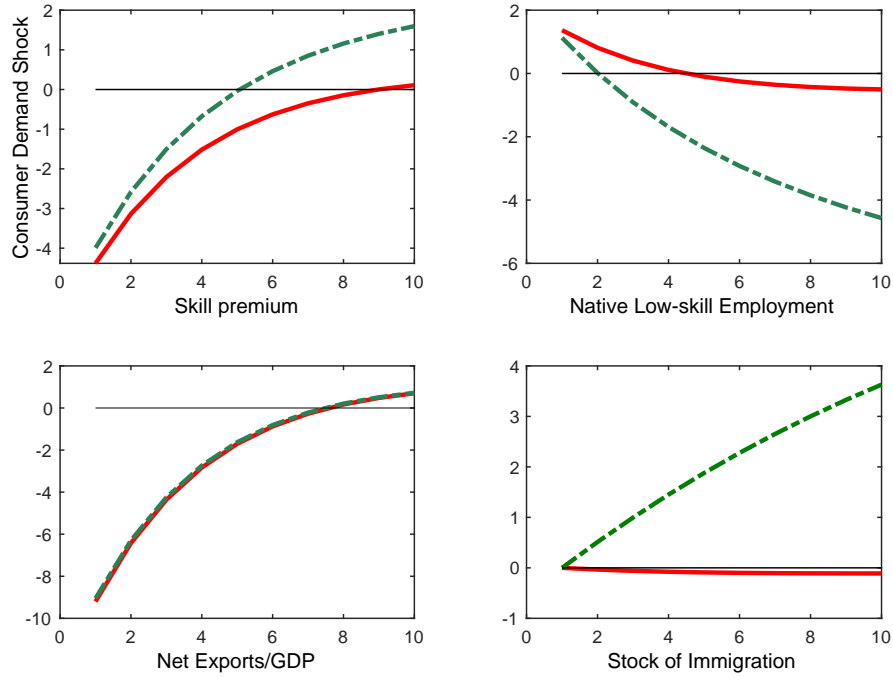 Consumer Demand Shock
2
1
0
-1
-2
-3
-4
0 2 4 6 8 10
Skill premium
2
0
-2
-4
-6
0 2 4 6 8 10
Native Low-skill Employment
2
0
-2
-4
-6
-8
-10
0 2 4 6 8 10
Net Exports/GDP
4
3
2
1
0
-1
0 2 4 6 8 10
Stock of Immigration